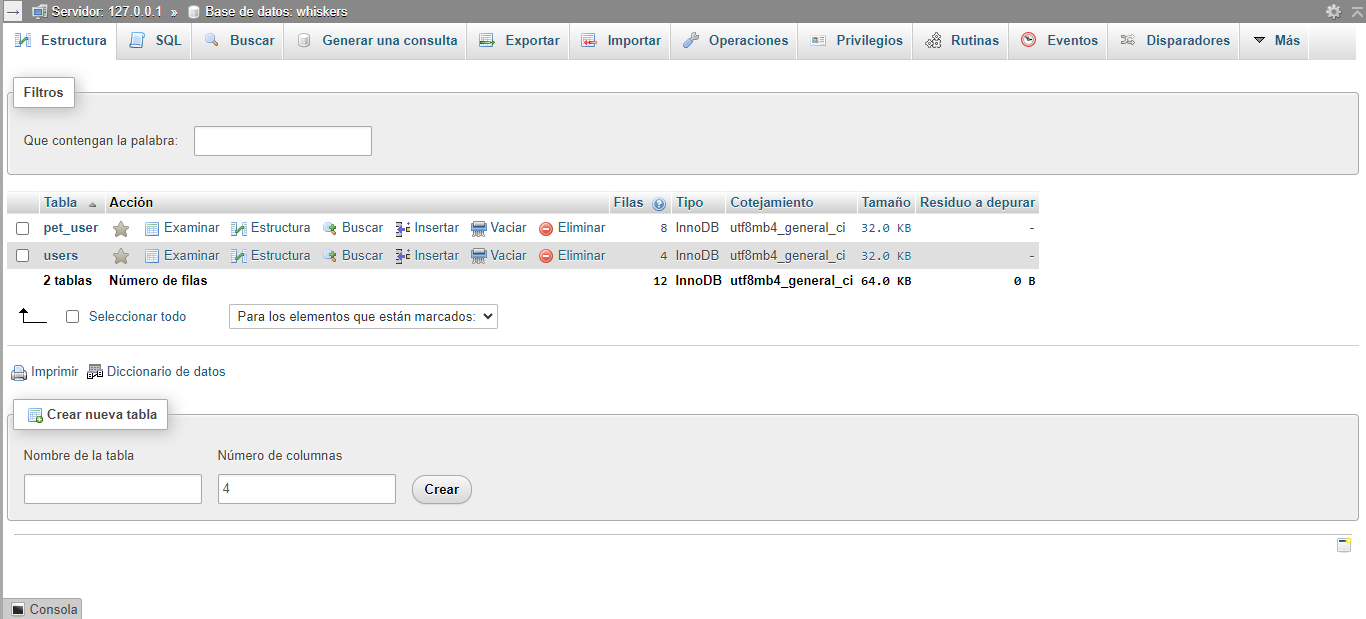 Servidor: 127.0.0.1 » Base de datos: whiskers
Estructura SQL Buscar Generar una consulta Exportar Importar Operaciones Privilegios Rutinas Eventos Disparadores Más
Filtros
Que contengan la palabra:
Tabla Acción Filas Tipo Cotejamiento Tamaño Residuo a depurar
pet_user Examinar Estructura Buscar Insertar Vaciar Eliminar 8 InnoDB utf8mb4_general_ci 32.0 KB -
users Examinar Estructura Buscar Insertar Vaciar Eliminar 4 InnoDB utf8mb4_general_ci 32.0 KB -
2 tablas Número de filas 12 InnoDB utf8mb4_general_ci 64.0 KB 0 B
Seleccionar todo Para los elementos que están marcados:
Imprimir Diccionario de datos
Crear nueva tabla
Nombre de la tabla Número de columnas
4 Crear
Consola